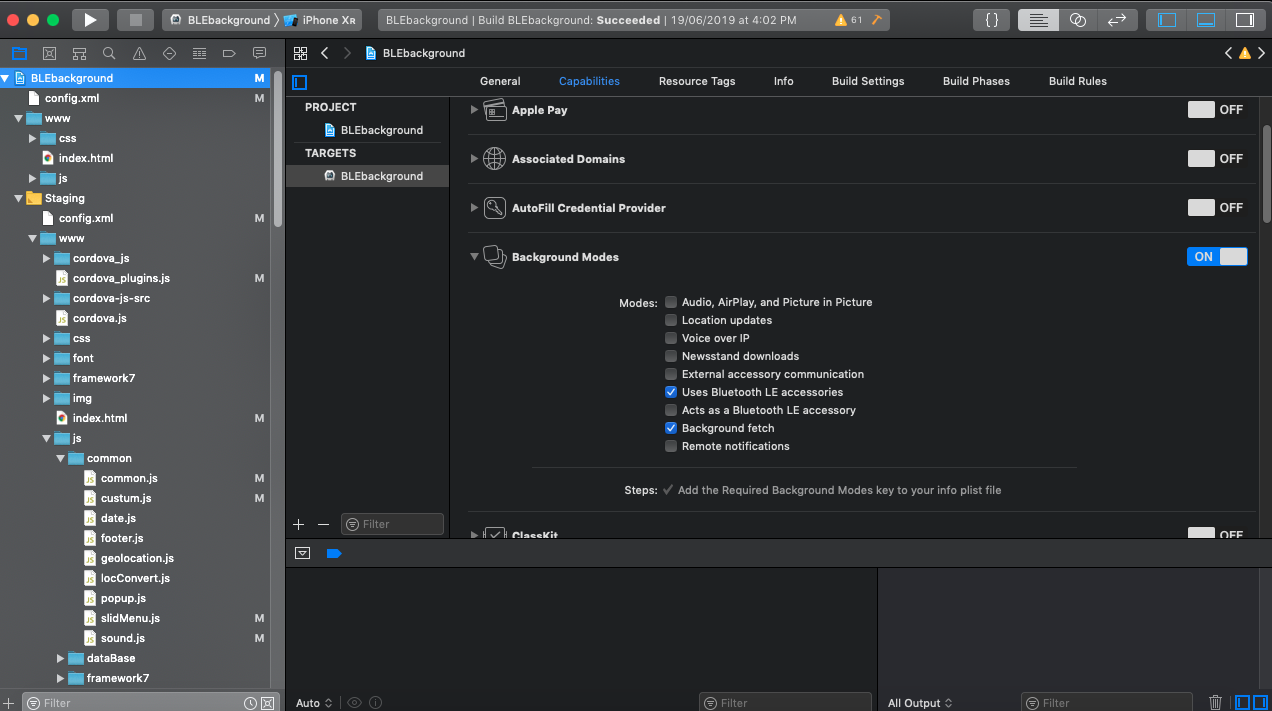 BLEbackground iPhone XR
BLEbackground | Build BLEbackground: Succeeded | 19/06/2019 at 4:02 PM 61
BLEbackground
General Capabilities Resource Tags Info Build Settings Build Phases Build Rules
BLEbackground M
config.xml M
www
css
index.html
js
Staging
config.xml M
www
cordova_js
cordova_plugins.js M
cordova-js-src
cordova.js
css
font
framework7
img
index.html M
js
common
common.js M
custum.js M
date.js
footer.js
geolocation.js
locConvert.js
popup.js
slidMenu.js M
sound.js M
dataBase
framework7
Filter
PROJECT
BLEbackground
TARGETS
BLEbackground
Filter
Apple Pay OFF
Associated Domains OFF
AutoFill Credential Provider OFF
Background Modes ON
Modes: Audio, AirPlay, and Picture in Picture
Location updates
Voice over IP
Newsstand downloads
External accessory communication
Uses Bluetooth LE accessories
Acts as a Bluetooth LE accessory
Background fetch
Remote notifications
Steps: Add the Required Background Modes key to your info plist file
ClassKit OFF
Auto Filter All Output Filter